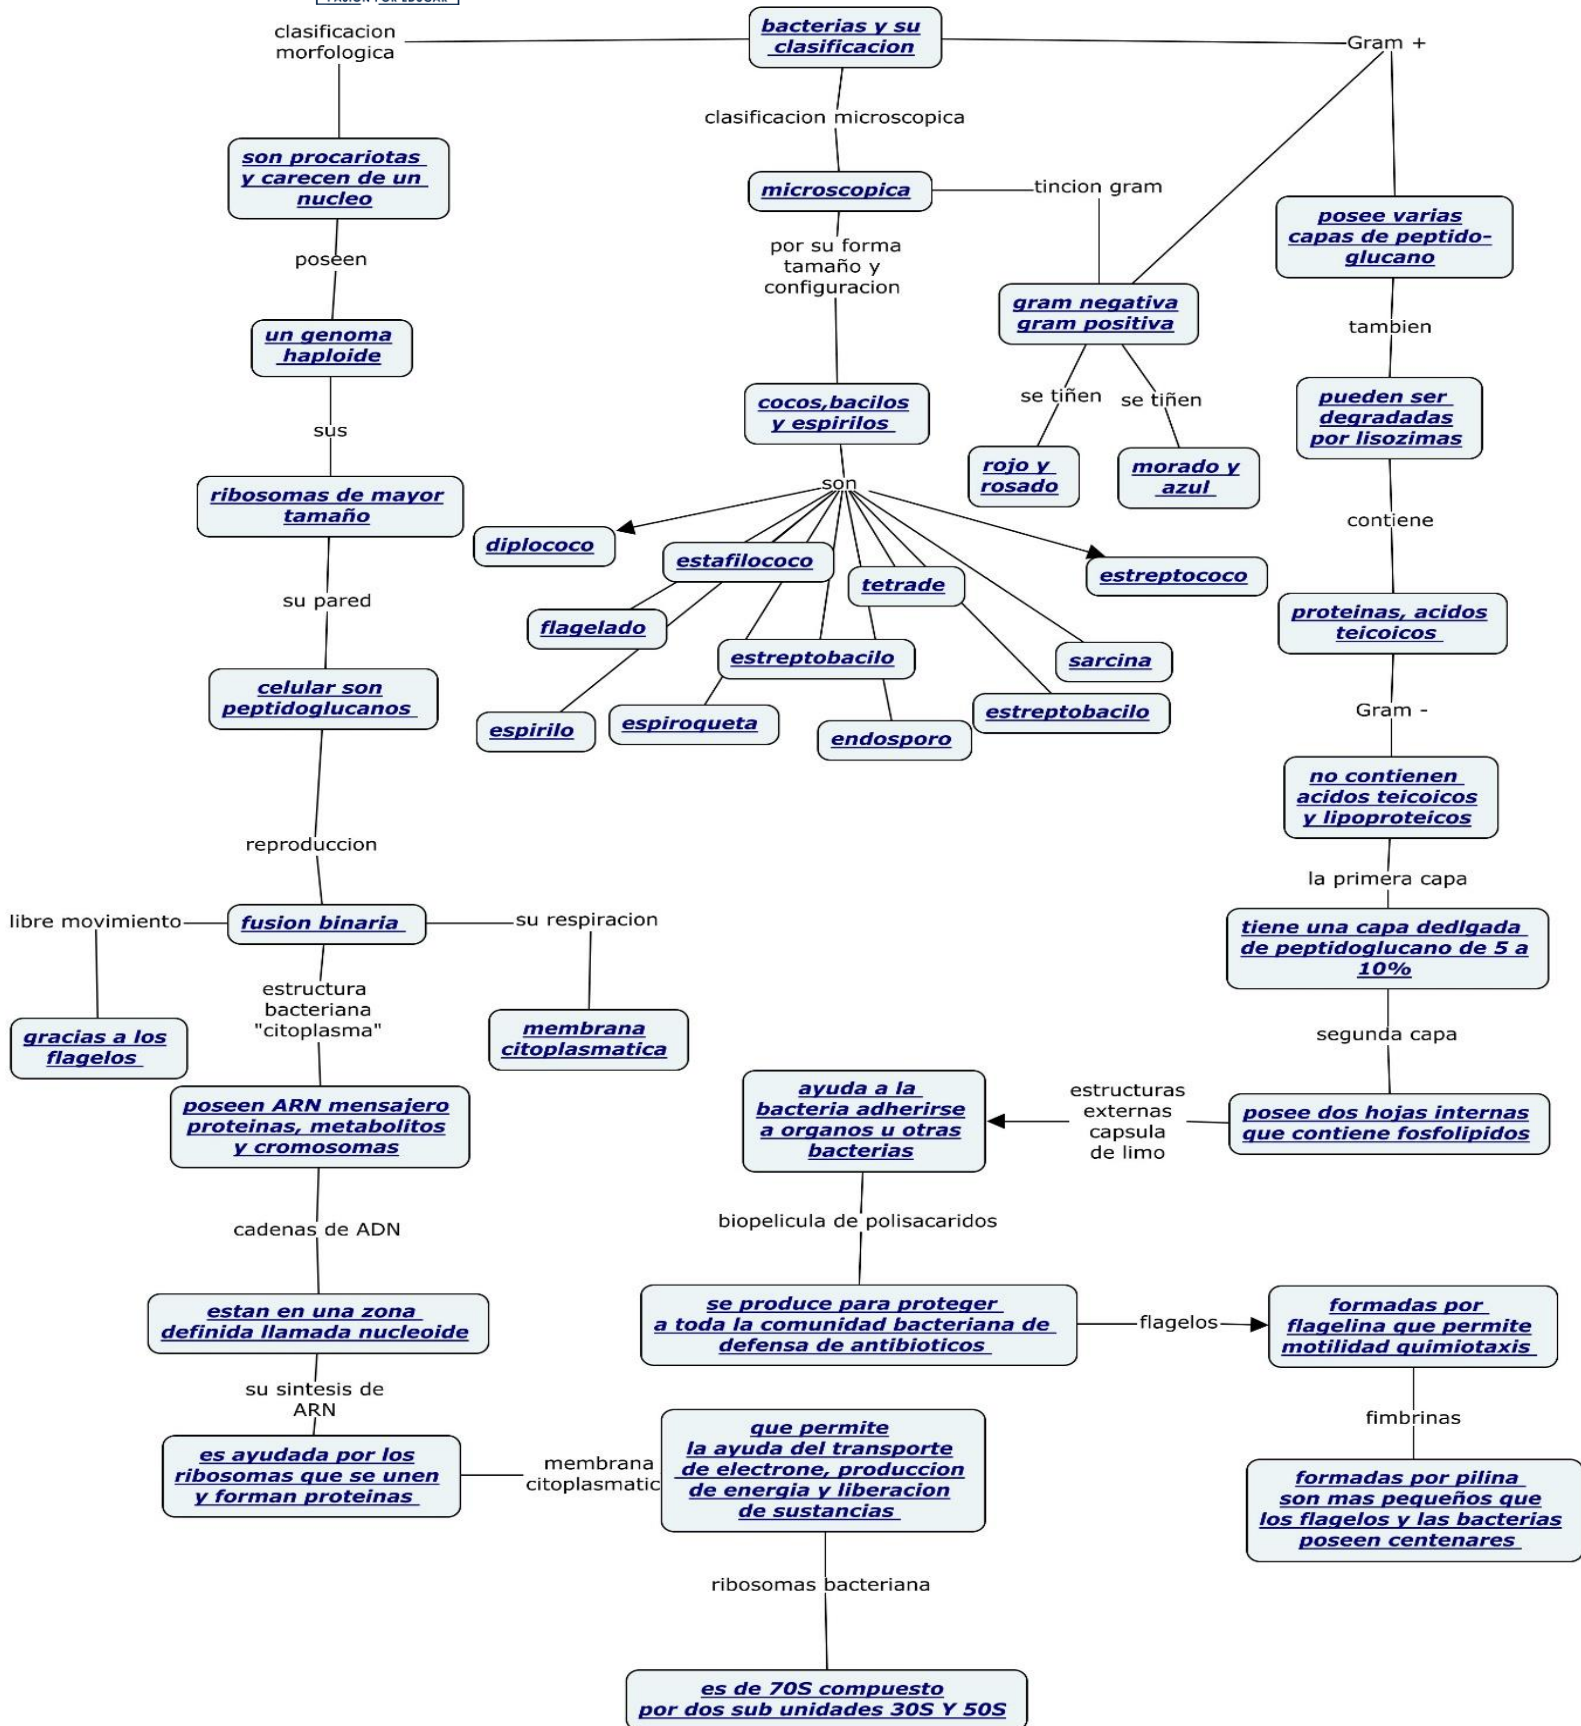 PASIÓN POR EDUCAR
bacterias y su
clasificacion
clasificacion
morfologica
son procariotas
y carecen de un
nucleo
poseen
un genoma
haploide
sus
ribosomas de mayor
tamaño
su pared
celular son
peptidoglucanos
reproduccion
fusion binaria
libre movimiento
gracias a los
flagelos
su respiracion
membrana
citoplasmatica
estructura
bacteriana
"citoplasma"
poseen ARN mensajero
proteinas, metabolitos
y cromosomas
cadenas de ADN
estan en una zona
definida llamada nucleoide
su sintesis de
ARN
es ayudada por los
ribosomas que se unen
y forman proteinas
membrana
citoplasmatic
que permite
la ayuda del transporte
de electrone, produccion
de energia y liberacion
de sustancias
ribosomas bacteriana
es de 70S compuesto
por dos sub unidades 30S Y 50S
clasificacion microscopica
microscopica
tincion gram
gram negativa
gram positiva
se tiñen
rojo y
rosado
se tiñen
morado y
azul
por su forma
tamaño y
configuracion
cocos,bacilos
y espirilos
son
diplococo
estafilococo
tetrade
estreptococo
flagelado
estreptobacilo
sarcina
espirilo
espiroqueta
endosporo
estreptobacilo
Gram +
posee varias
capas de peptido-
glucano
tambien
pueden ser
degradadas
por lisozimas
contiene
proteinas, acidos
teicoicos
Gram -
no contienen
acidos teicoicos
y lipoproteicos
la primera capa
tiene una capa dedlgada
de peptidoglucano de 5 a
10%
segunda capa
posee dos hojas internas
que contiene fosfolipidos
estructuras
externas
capsula
de limo
ayuda a la
bacteria adherirse
a organos u otras
bacterias
biopelicula de polisacaridos
se produce para proteger
a toda la comunidad bacteriana de
defensa de antibioticos
flagelos
formadas por
flagelina que permite
motilidad quimiotaxis
fimbrinas
formadas por pilina
son mas pequeños que
los flagelos y las bacterias
poseen centenares